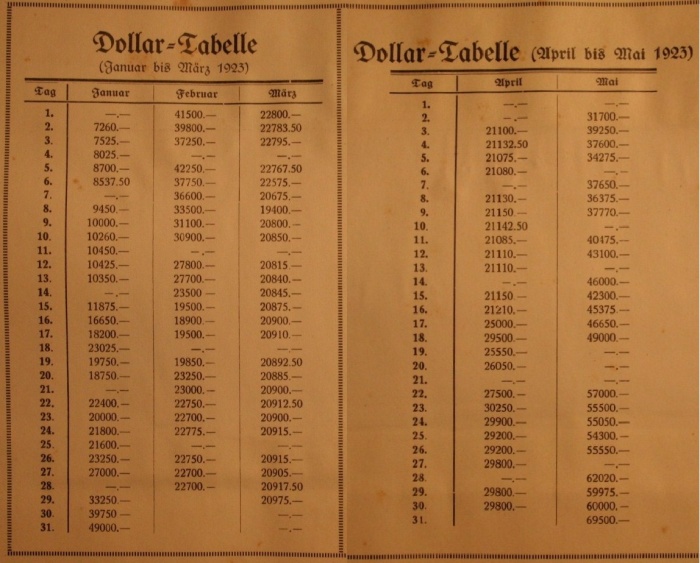 Dollar-Tabelle
(Januar bis März 1923)
Tag Januar Februar März
1. —.— 41500.— 22800.—
2. 7260.— 39800.— 22783.50
3. 7525.— 37250.— 22795.—
4. 8025.— —.— —.—
5. 8700.— 42250.— 22767.50
6. 8537.50 37750.— 22575.—
7. —.— 36600.— 20675.—
8. 9450.— 33500.— 19400.—
9. 10000.— 31100.— 20800.—
10. 10260.— 30900.— 20850.—
11. 10450.— —.— —.—
12. 10425.— 27800.— 20815 —
13. 10350.— 27700.— 20840.—
14. —.— 23500 — 20845.—
15. 11875.— 19500.— 20875.—
16. 16650.— 18900.— 20900.—
17. 18200.— 19500.— 20910.—
18. 23025.— —.— —.—
19. 19750.— 19850.— 20892.50
20. 18750.— 23250.— 20885.—
21. —.— 23000.— 20900.—
22. 22400.— 22750.— 20912.50
23. 20000.— 22700.— 20900.—
24. 21800.— 22775.— 20915.—
25. 21600.— —.— —.—
26. 23250.— 22750.— 20915.—
27. 27000.— 22700.— 20905.—
28. —.— 22700.— 20917.50
29. 33250.— 20975.—
30. 39750 — —.—
31. 49000.— —.—
Dollar-Tabelle (April bis Mai 1923)
Tag April Mai
1. —.— —.—
2. —.— 31700.—
3. 21100.— 39250.—
4. 21132.50 37600.—
5. 21075.— 34275.—
6. 21080.— —.—
7. —.— 37650.—
8. 21130.— 36375.—
9. 21150 — 37770.—
10. 21142.50 —.—
11. 21085.— 40475.—
12. 21110.— 43100.—
13. 21110.— —.—
14. —.— 46000.—
15. 21150 — 42300.—
16. 21210.— 45375.—
17. 25000.— 46650.—
18. 29500.— 49000.—
19. 25550.— —.—
20. 26050.— —.—
21. —.— —.—
22. 27500.— 57000.—
23. 30250.— 55500.—
24. 29900.— 55050.—
25. 29200.— 54300.—
26. 29200.— 55550.—
27. 29800.— —.—
28. —.— 62020.—
29. 29800.— 59975.—
30. 29800.— 60000.—
31. 69500.—